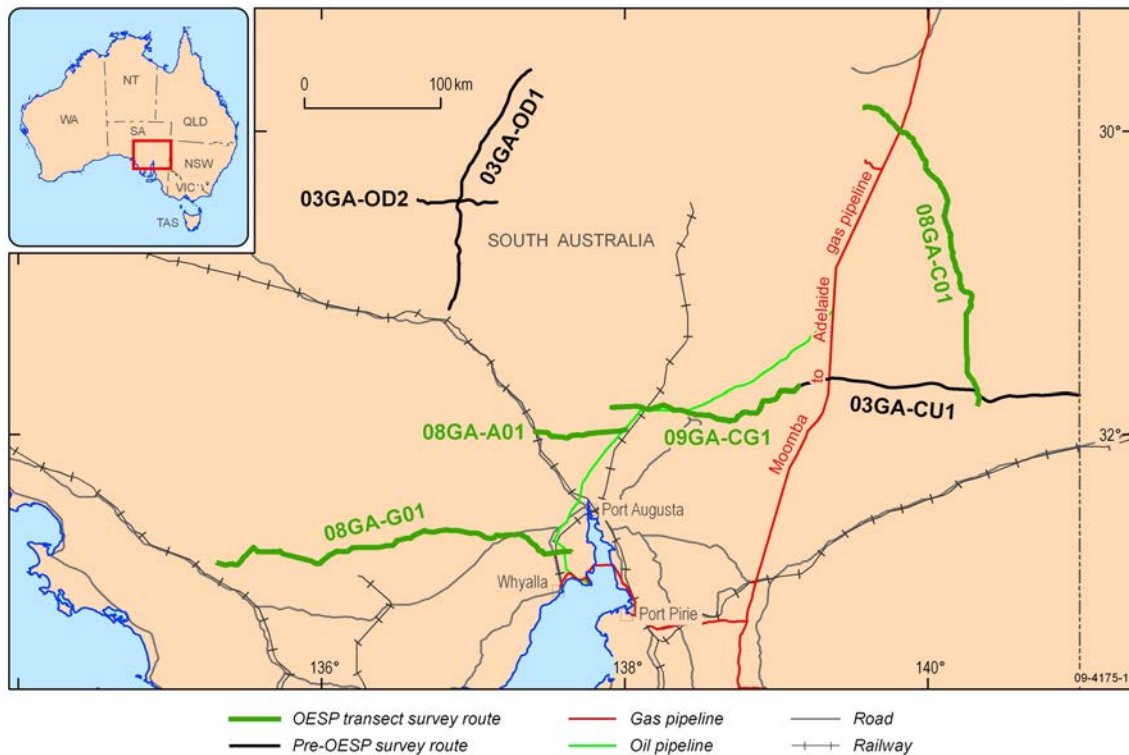 NT
WA
QLD
SA
NSW
VIC
TAS
0 100 km
03GA-OD1
03GA-OD2
SOUTH AUSTRALIA
30°
Moomba to Adelaide gas pipeline
08GA-C01
03GA-CU1
08GA-A01
09GA-CG1
32°
08GA-G01
Port Augusta
Whyalla
Port Pirie
136°
138°
140°
09-4175-1
OESP transect survey route
Gas pipeline
Road
Pre-OESP survey route
Oil pipeline
Railway